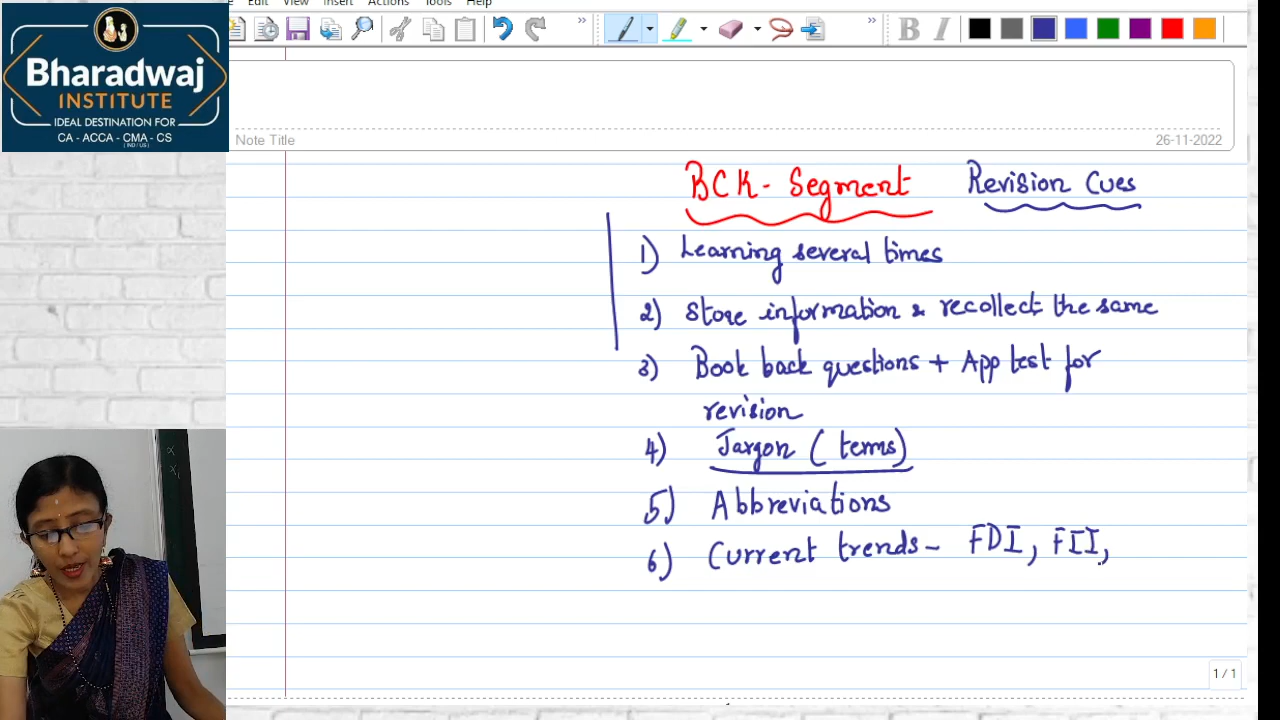 Edit View Insert Actions Tools Help
Bharadwaj
INSTITUTE
IDEAL DESTINATION FOR
CA - ACCA - CMA - CS
( IND / US )
B I
Note Title
26-11-2022
BCK - Segment Revision Cues
1) Learning several times
2) Store information & recollect the same
3) Book back questions + App test for
revision
4) Jargon ( terms)
5) Abbreviations
6) Current trends - FDI, FII,
1 / 1